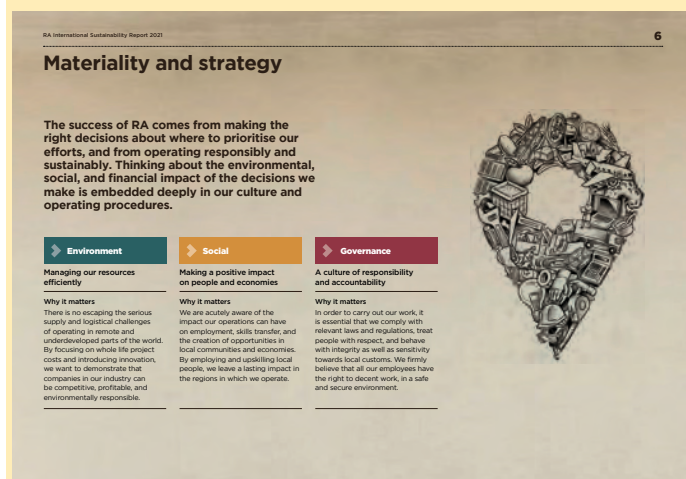 RA International Sustainability Report 2021
6
Materiality and strategy
The success of RA comes from making the
right decisions about where to prioritise our
efforts, and from operating responsibly and
sustainably. Thinking about the environmental,
social, and financial impact of the decisions we
make is embedded deeply in our culture and
operating procedures.
Environment
Managing our resources
efficiently
Why it matters
There is no escaping the serious
supply and logistical challenges
of operating in remote and
underdeveloped parts of the world.
By focusing on whole life project
costs and introducing innovation,
we want to demonstrate that
companies in our industry can
be competitive, profitable, and
environmentally responsible.
Social
Making a positive impact
on people and economies
Why it matters
We are acutely aware of the
impact our operations can have
on employment, skills transfer, and
the creation of opportunities in
local communities and economies.
By employing and upskilling local
people, we leave a lasting impact in
the regions in which we operate.
Governance
A culture of responsibility
and accountability
Why it matters
In order to carry out our work, it
is essential that we comply with
relevant laws and regulations, treat
people with respect, and behave
with integrity as well as sensitivity
towards local customs. We firmly
believe that all our employees have
the right to decent work, in a safe
and secure environment.